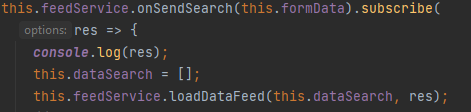 this.feedService.onSendSearch(this.formData).subscribe(
options: res => {
console.log(res);
this.dataSearch = [];
this.feedService.loadDataFeed(this.dataSearch, res);